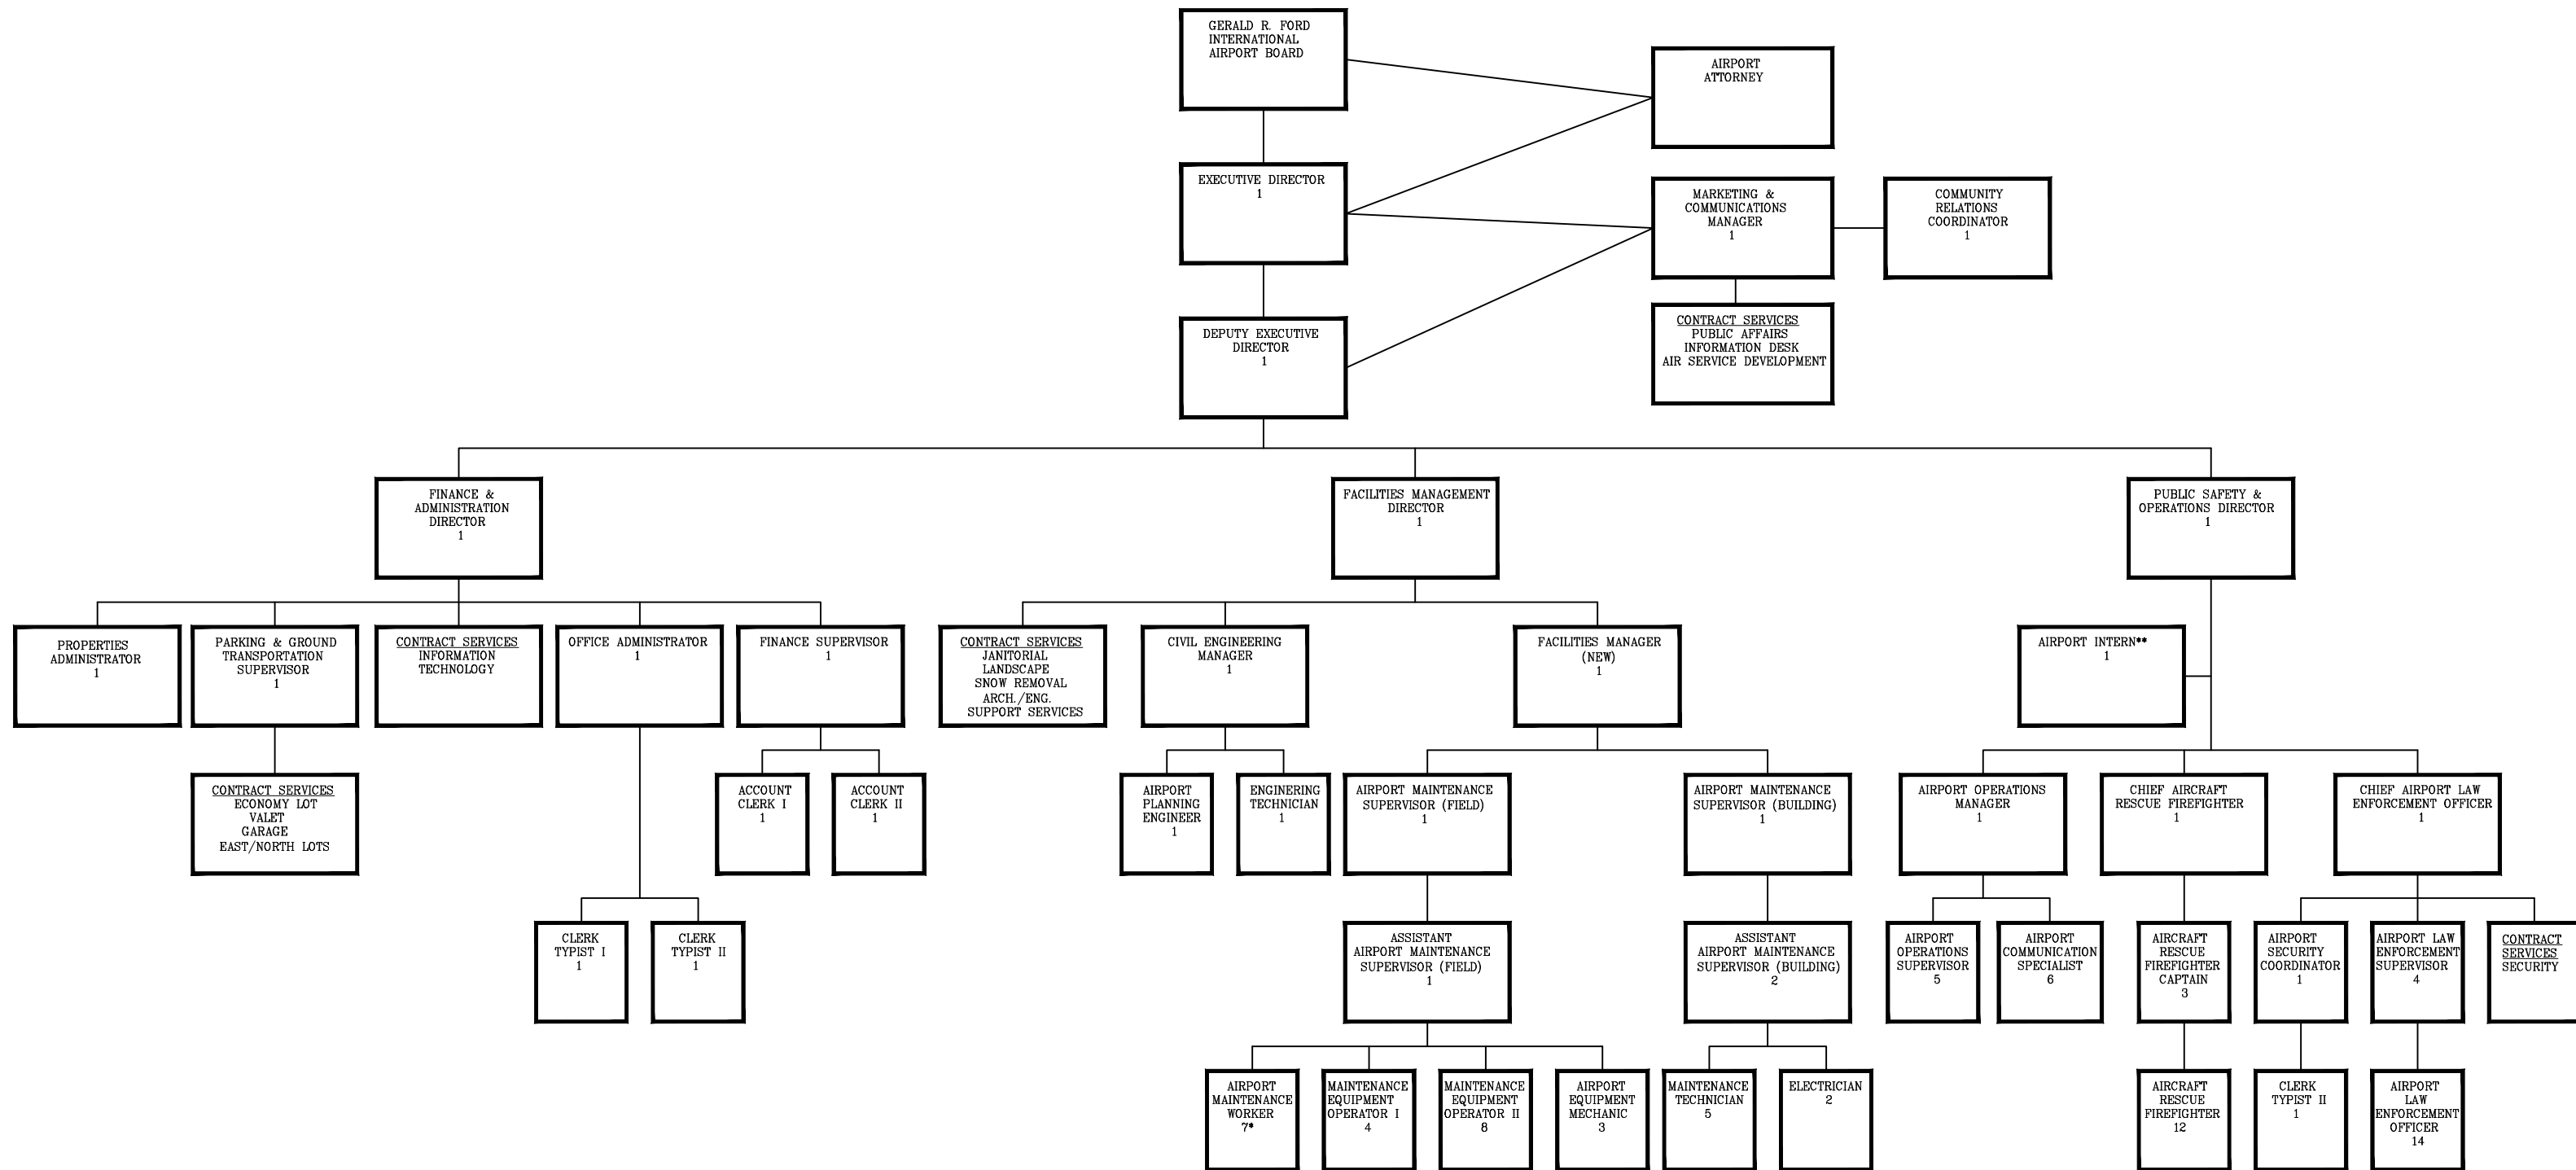 GERALD R. FORD
INTERNATIONAL
AIRPORT BOARD
AIRPORT
ATTORNEY
EXECUTIVE DIRECTOR
1
MARKETING &
COMMUNICATIONS
MANAGER
1
COMMUNITY
RELATIONS
COORDINATOR
1
DEPUTY EXECUTIVE
DIRECTOR
1
CONTRACT SERVICES
PUBLIC AFFAIRS
INFORMATION DESK
AIR SERVICE DEVELOPMENT
FINANCE &
ADMINISTRATION
DIRECTOR
1
FACILITIES MANAGEMENT
DIRECTOR
1
PUBLIC SAFETY &
OPERATIONS DIRECTOR
1
PROPERTIES
ADMINISTRATOR
1
PARKING & GROUND
TRANSPORTATION
SUPERVISOR
1
CONTRACT SERVICES
INFORMATION
TECHNOLOGY
OFFICE ADMINISTRATOR
1
FINANCE SUPERVISOR
1
CONTRACT SERVICES
JANITORIAL
LANDSCAPE
SNOW REMOVAL
ARCH./ENG.
SUPPORT SERVICES
CIVIL ENGINEERING
MANAGER
1
FACILITIES MANAGER
(NEW)
1
AIRPORT INTERN**
1
CONTRACT SERVICES
ECONOMY LOT
VALET
GARAGE
EAST/NORTH LOTS
ACCOUNT
CLERK I
1
ACCOUNT
CLERK II
1
AIRPORT
PLANNING
ENGINEER
1
ENGINERING
TECHNICIAN
1
AIRPORT MAINTENANCE
SUPERVISOR (FIELD)
1
AIRPORT MAINTENANCE
SUPERVISOR (BUILDING)
1
AIRPORT OPERATIONS
MANAGER
1
CHIEF AIRCRAFT
RESCUE FIREFIGHTER
1
CHIEF AIRPORT LAW
ENFORCEMENT OFFICER
1
CLERK
TYPIST I
1
CLERK
TYPIST II
1
ASSISTANT
AIRPORT MAINTENANCE
SUPERVISOR (FIELD)
1
ASSISTANT
AIRPORT MAINTENANCE
SUPERVISOR (BUILDING)
2
AIRPORT
OPERATIONS
SUPERVISOR
5
AIRPORT
COMMUNICATION
SPECIALIST
6
AIRCRAFT
RESCUE
FIREFIGHTER
CAPTAIN
3
AIRPORT
SECURITY
COORDINATOR
1
AIRPORT LAW
ENFORCEMENT
SUPERVISOR
4
CONTRACT
SERVICES
SECURITY
AIRPORT
MAINTENANCE
WORKER
7*
MAINTENANCE
EQUIPMENT
OPERATOR I
4
MAINTENANCE
EQUIPMENT
OPERATOR II
8
AIRPORT
EQUIPMENT
MECHANIC
3
MAINTENANCE
TECHNICIAN
5
ELECTRICIAN
2
AIRCRAFT
RESCUE
FIREFIGHTER
12
CLERK
TYPIST II
1
AIRPORT
LAW
ENFORCEMENT
OFFICER
14